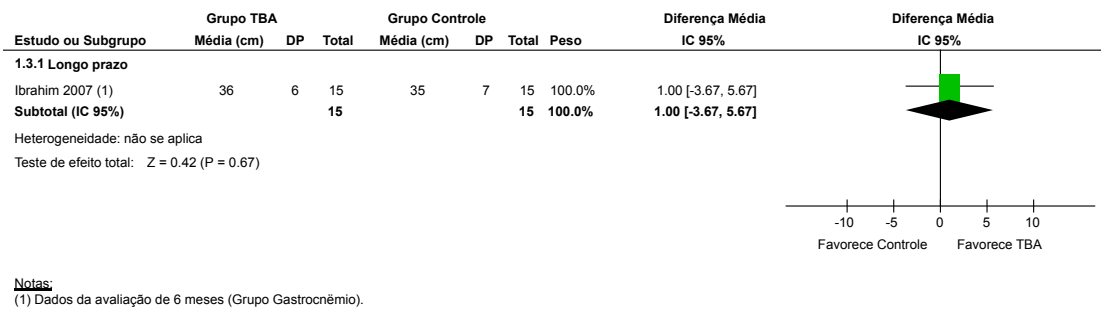 Grupo TBA Grupo Controle Diferença Média Diferença Média
Estudo ou Subgrupo Média (cm) DP Total Média (cm) DP Total Peso IC 95% IC 95%
1.3.1 Longo prazo
Ibrahim 2007 (1) 36 6 15 35 7 15 100.0% 1.00 [-3.67, 5.67]
Subtotal (IC 95%) 15 15 100.0% 1.00 [-3.67, 5.67]
Heterogeneidade: não se aplica
Teste de efeito total: Z = 0.42 (P = 0.67)
-10 -5 0 5 10
Favorece Controle Favorece TBA
Notas:
(1) Dados da avaliação de 6 meses (Grupo Gastrocnëmio).